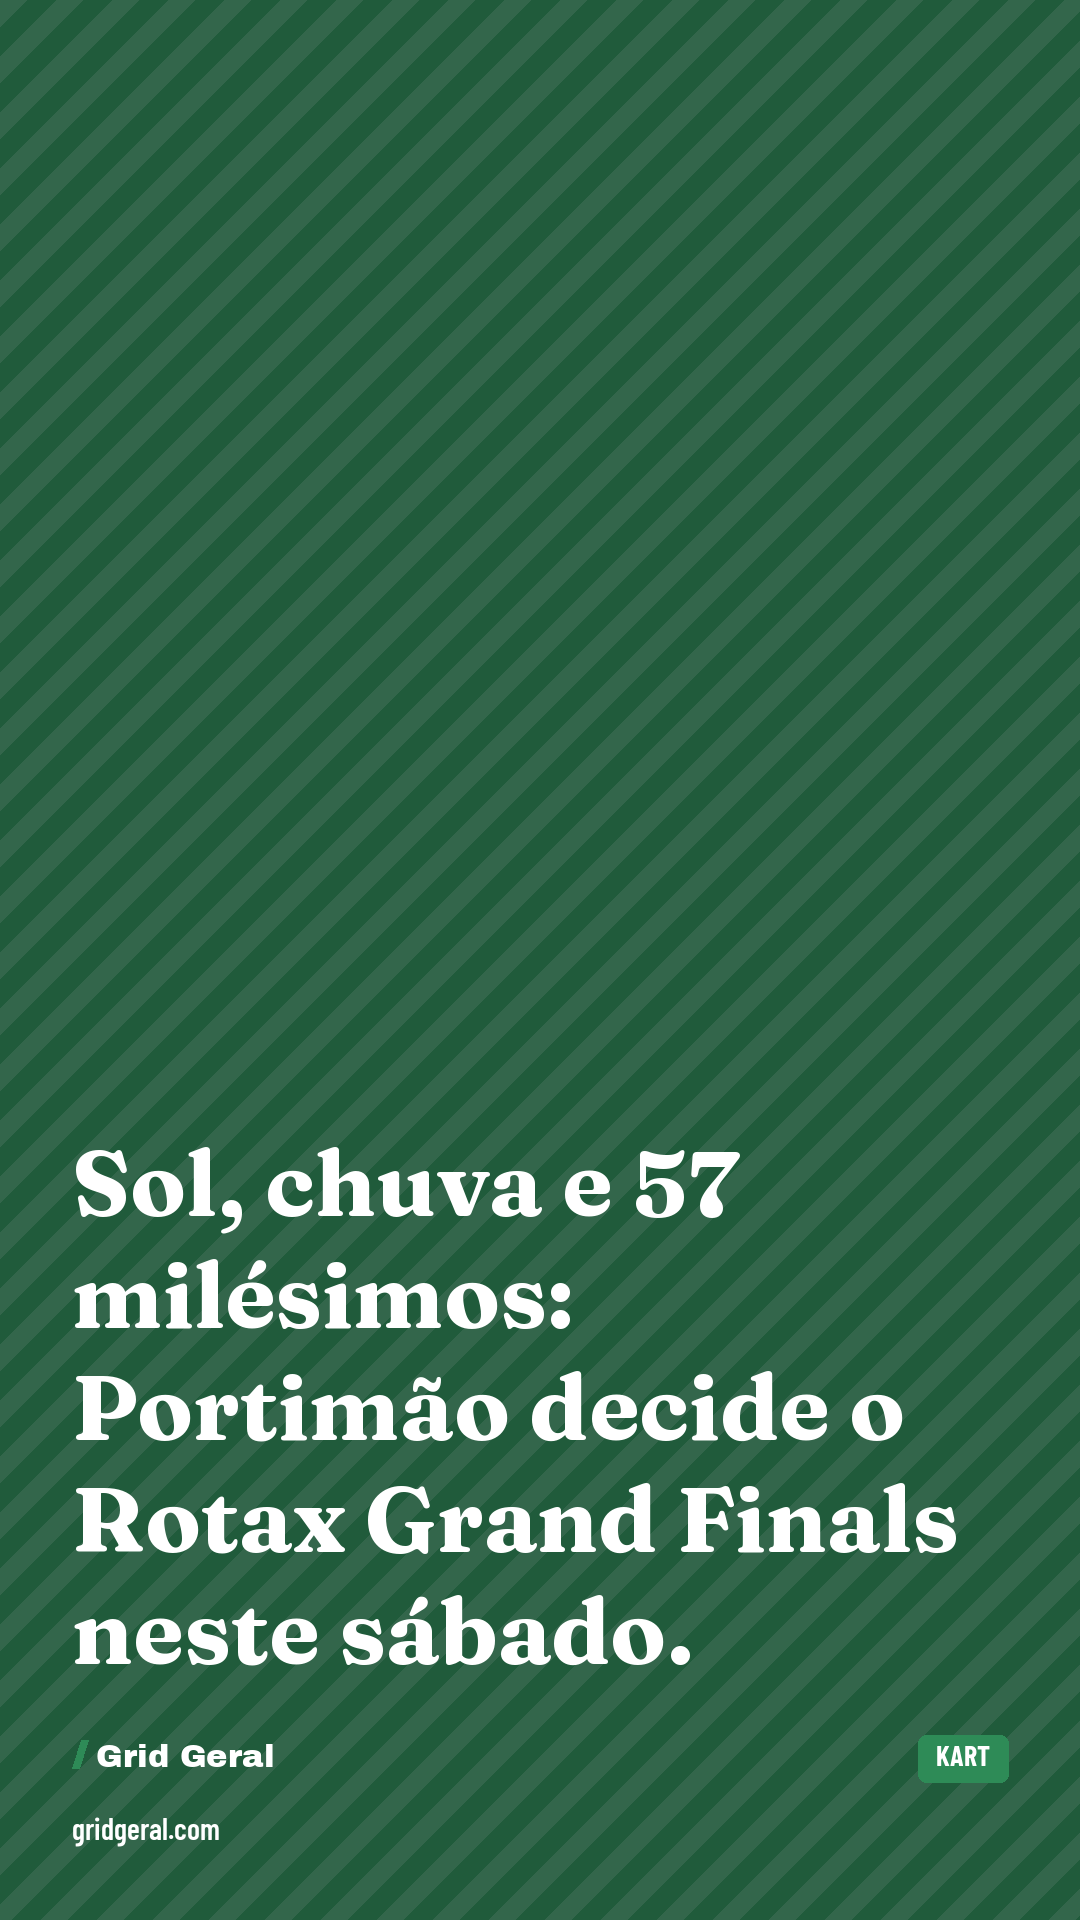 Sol, chuva e 57
milésimos:
Portimão decide o
Rotax Grand Finals
neste sábado.
/ Grid Geral
KART
gridgeral.com